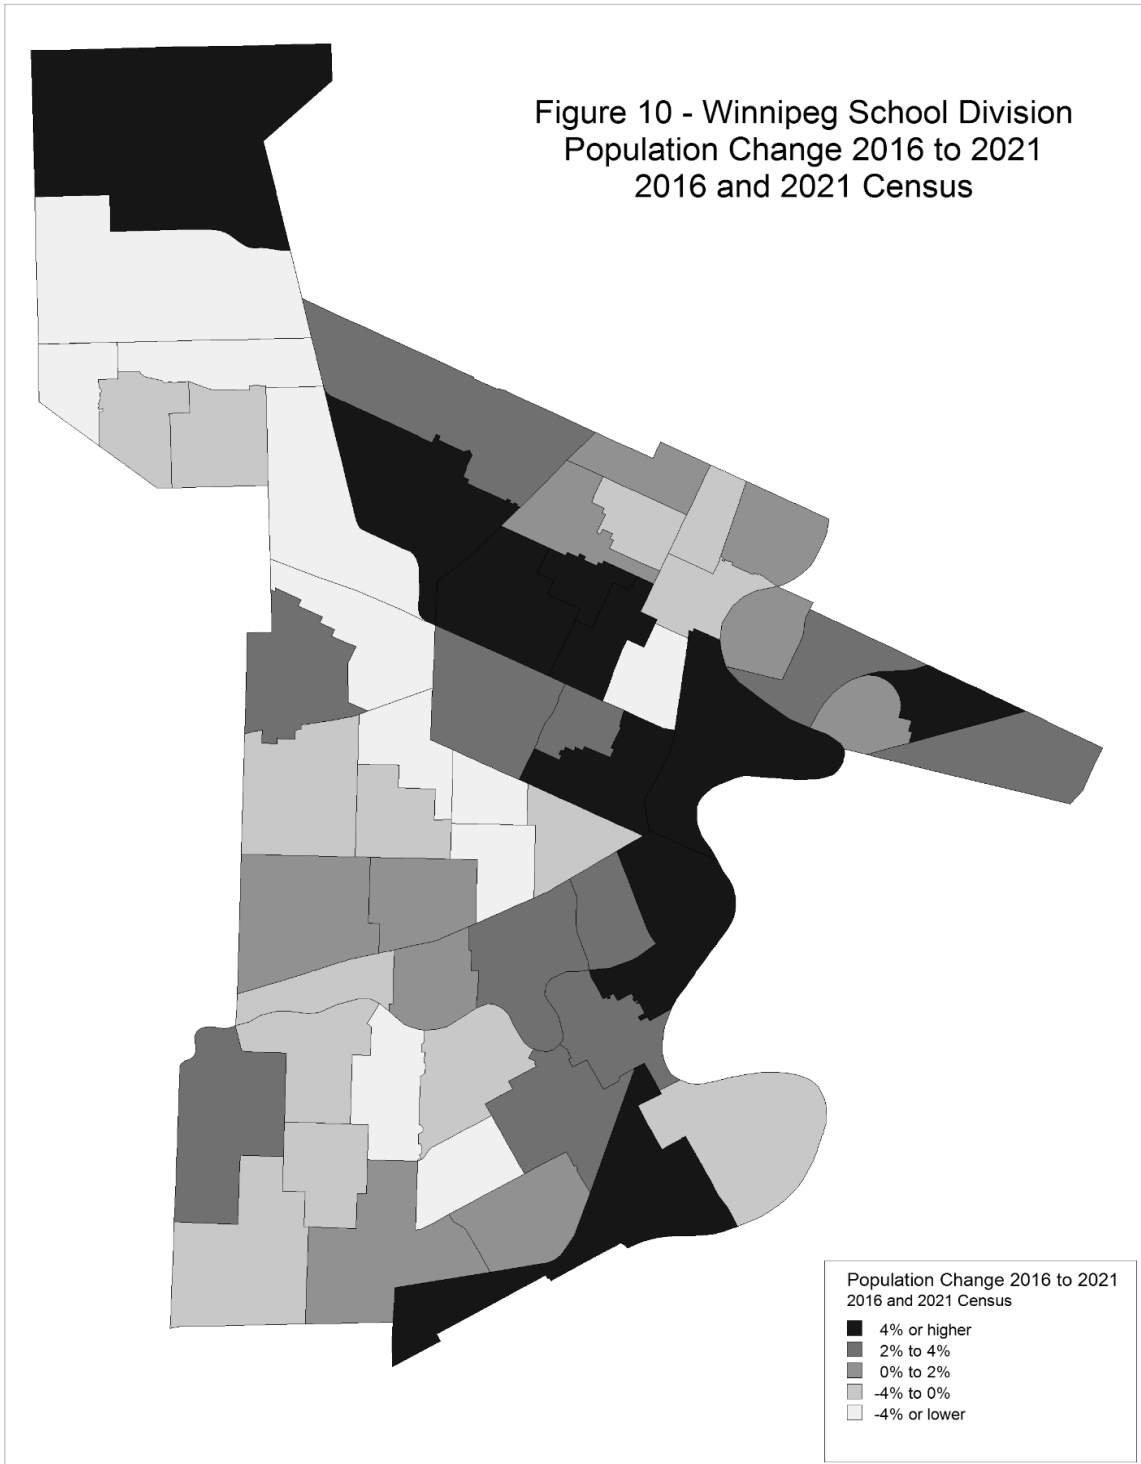 Figure 10 - Winnipeg School Division
Population Change 2016 to 2021
2016 and 2021 Census
Population Change 2016 to 2021
2016 and 2021 Census
4% or higher
2% to 4%
0% to 2%
-4% to 0%
-4% or lower